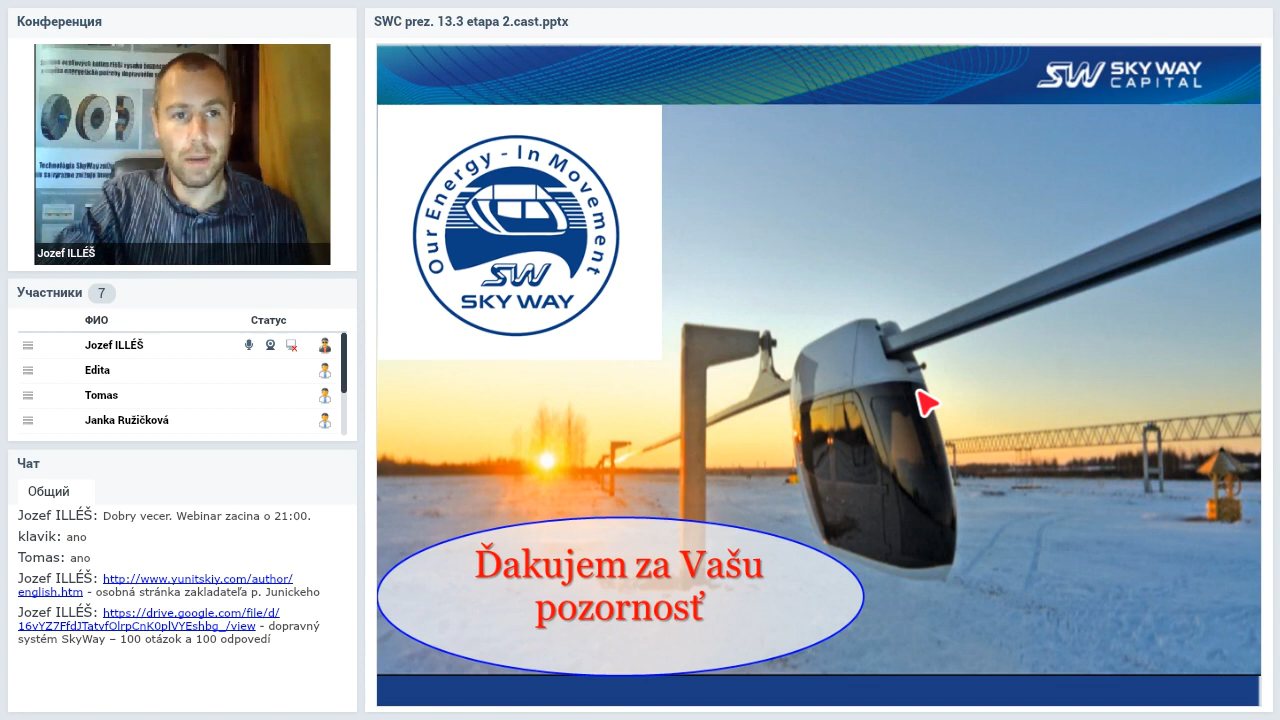 Конференция
Jozef ILLÉŠ
Участники 7
ФИО Статус
Jozef ILLÉŠ
Edita
Tomas
Janka Ružičková
Чат
Общий
Jozef ILLÉŠ: Dobry vecer. Webinar zacina o 21:00.
klavik: ano
Tomas: ano
Jozef ILLÉŠ: http://www.yunitskiy.com/author/
english.htm - osobná stránka zakladateľa p. Junickeho
Jozef ILLÉŠ: https://drive.google.com/file/d/
16vYZ7FfdJTatvfOlrpCnK0plVYEshbg_/view - dopravný
systém SkyWay – 100 otázok a 100 odpovedí
SWC prez. 13.3 etapa 2.cast.pptx
SW SKY WAY
CAPITAL
Our Energy - In Movement
SW
SKY WAY
Ďakujem za Vašu
pozornosť